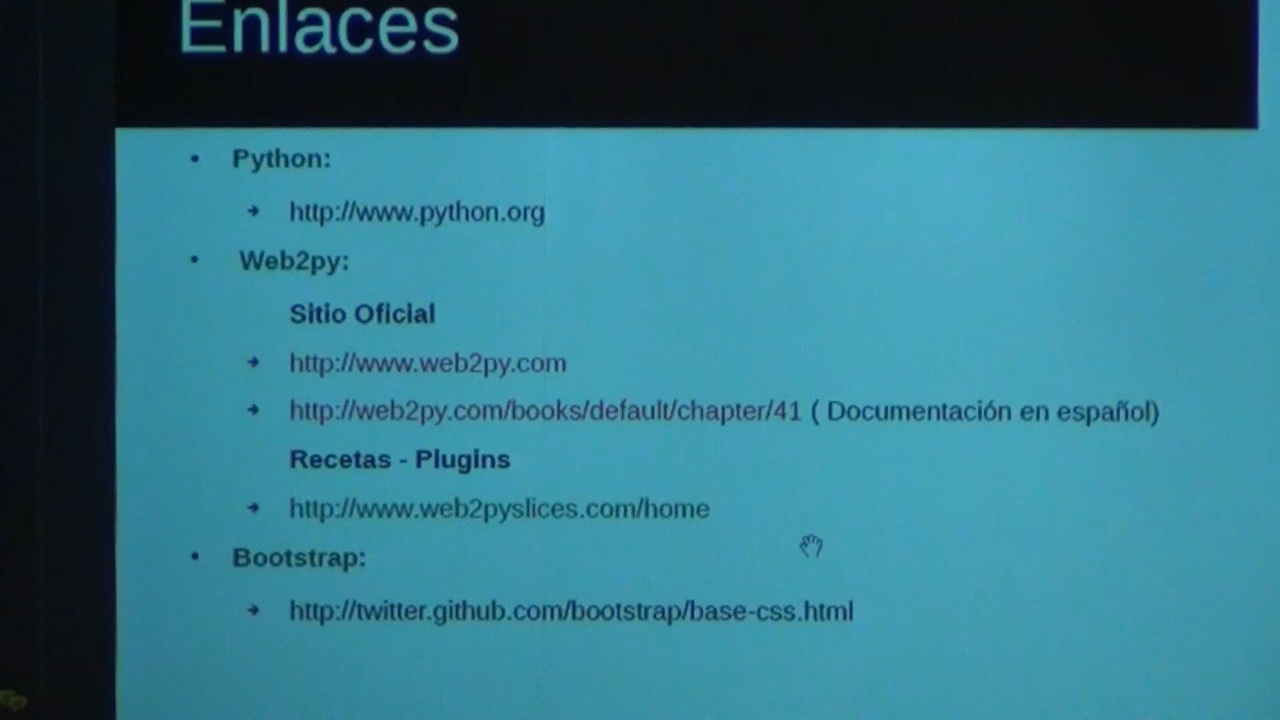 Enlaces
• Python:
➔ http://www.python.org
• Web2py:
Sitio Oficial
➔ http://www.web2py.com
➔ http://web2py.com/books/default/chapter/41 ( Documentación en español)
Recetas - Plugins
➔ http://www.web2pyslices.com/home
• Bootstrap:
➔ http://twitter.github.com/bootstrap/base-css.html